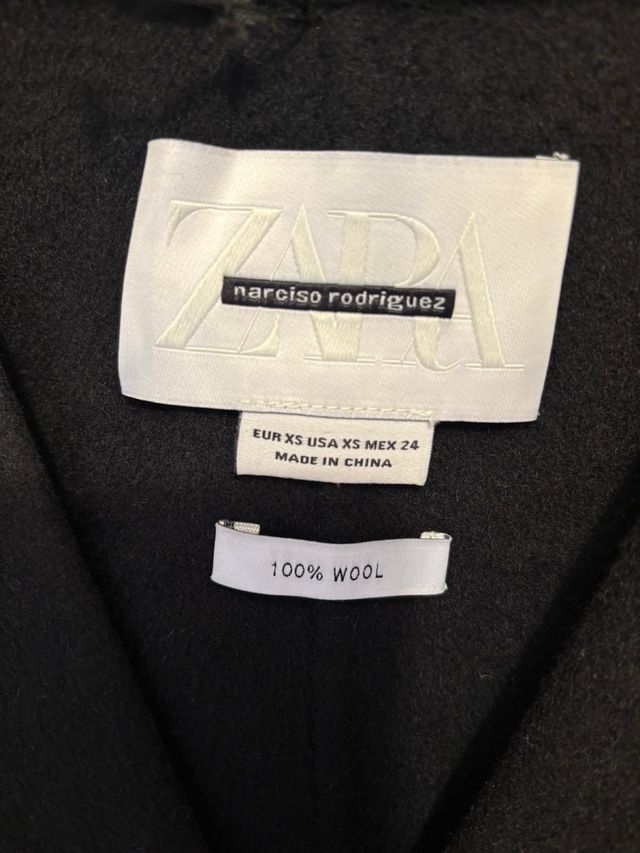 ZARA
narciso rodriguez
EUR XS USA XS MEX 24
MADE IN CHINA
100% WOOL